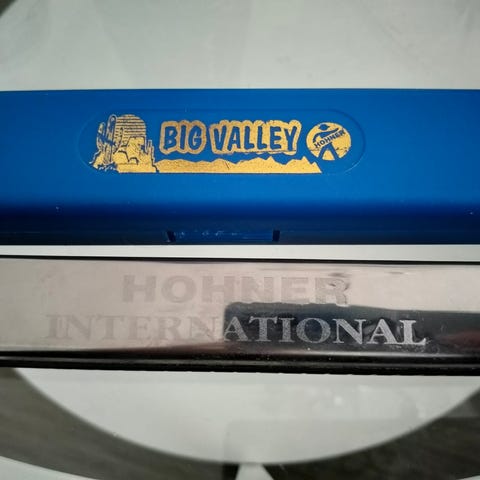 BIG VALLEY
HOHNER
HOHNER
INTERNATIONAL